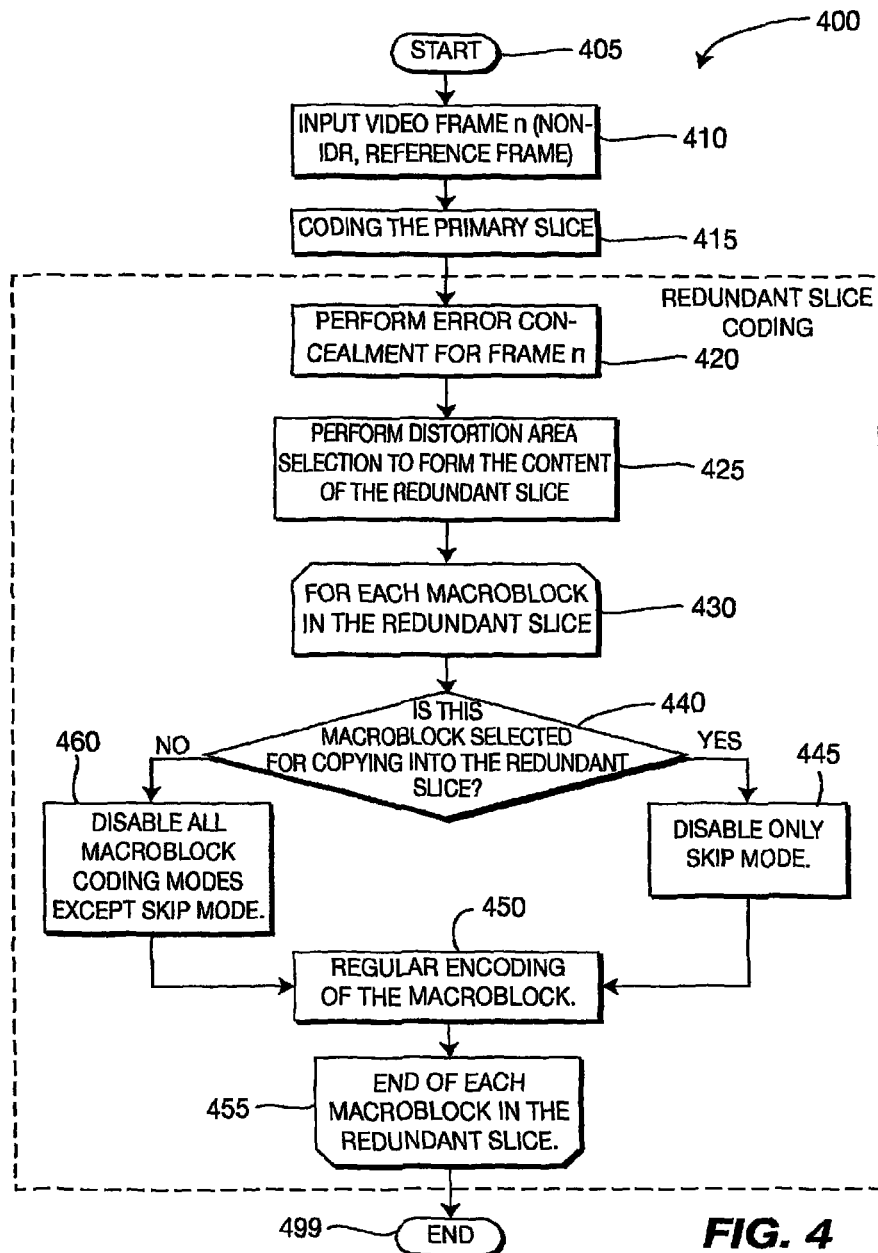 400
START
405
INPUT VIDEO FRAME n (NON-
IDR, REFERENCE FRAME)
410
CODING THE PRIMARY SLICE
415
REDUNDANT SLICE
CODING
PERFORM ERROR CON-
CEALMENT FOR FRAME n
420
PERFORM DISTORTION AREA
SELECTION TO FORM THE CONTENT
OF THE REDUNDANT SLICE
425
FOR EACH MACROBLOCK
IN THE REDUNDANT SLICE
430
440
IS THIS
MACROBLOCK SELECTED
FOR COPYING INTO THE REDUNDANT
SLICE?
460
NO
YES
445
DISABLE ALL
MACROBLOCK
CODING MODES
EXCEPT SKIP MODE.
DISABLE ONLY
SKIP MODE.
450
REGULAR ENCODING
OF THE MACROBLOCK.
455
END OF EACH
MACROBLOCK IN THE
REDUNDANT SLICE.
499
END
FIG. 4